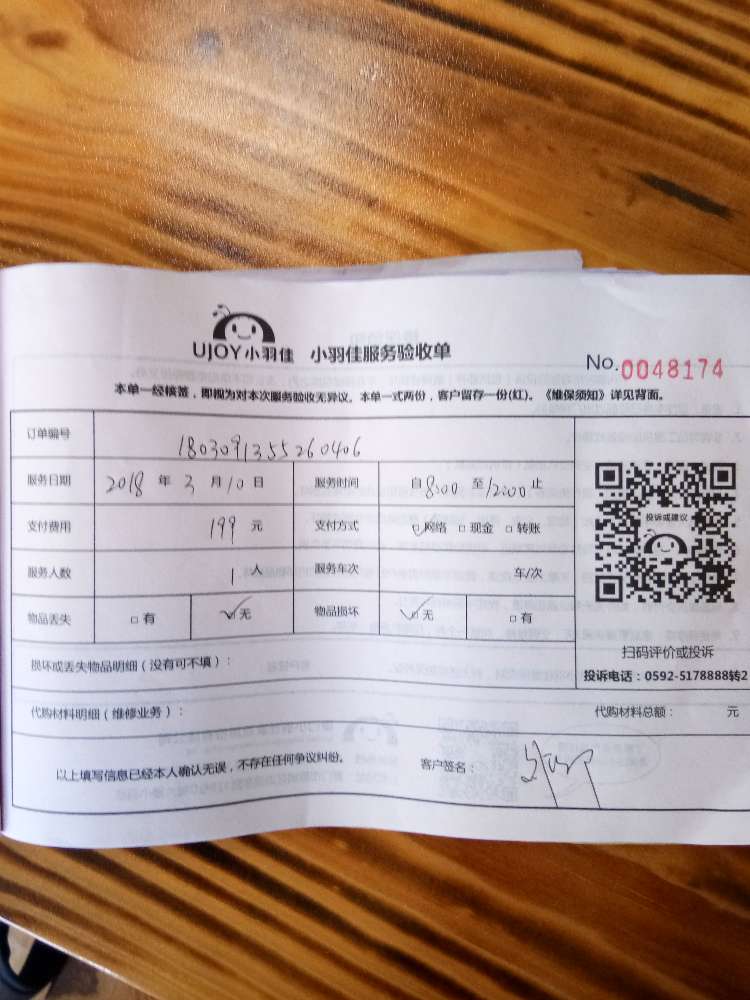 UJOY小羽佳 小羽佳服务验收单
No.0048174
本单一经核签，即视为对本次服务验收无异议。本单一式两份，客户留存一份(红)。《维保须知》详见背面。
订单编号 1803091355260406
服务日期 2018 年 3 月 10 日 服务时间 自 8:00 至 12:00 止
支付费用 199 元 支付方式 ☑网络 □现金 □转账
服务人数 1 人 服务车次 车/次
物品丢失 □有 ☑无 物品损坏 ☑无 □有
投诉或建议
扫码评价或投诉
投诉电话：0592-5178888转2
损坏或丢失物品明细（没有可不填）：
代购材料明细（维修业务）： 代购材料总额： 元
以上填写信息已经本人确认无误，不存在任何争议纠纷。 客户签名：